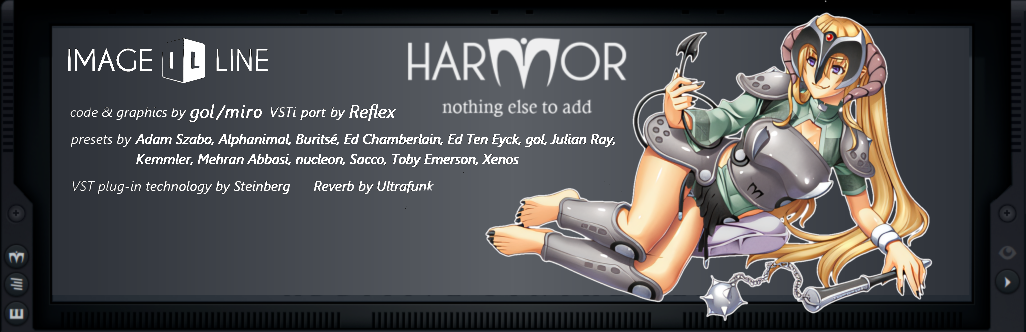 IMAGE IL LINE
HARMOR
nothing else to add
code & graphics by gol/miro VSTi port by Reflex
presets by Adam Szabo, Alphanimal, Buritsé, Ed Chamberlain, Ed Ten Eyck, gol, Julian Ray,
Kemmler, Mehran Abbasi, nucleon, Sacco, Toby Emerson, Xenos
VST plug-in technology by Steinberg Reverb by Ultrafunk